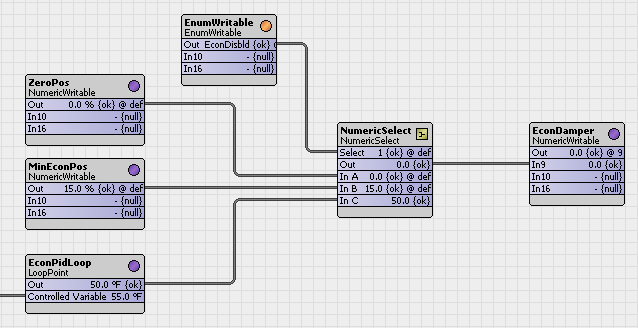 EnumWritable
EnumWritable
Out EconDisbld {ok}
In10 - {null}
In16 - {null}
ZeroPos
NumericWritable
Out 0.0 % {ok} @ def
In10 - {null}
In16 - {null}
NumericSelect
NumericSelect
Select 1 {ok} @ def
Out 0.0 {ok}
In A 0.0 {ok} @ def
In B 15.0 {ok} @ def
In C 50.0 {ok}
EconDamper
NumericWritable
Out 0.0 {ok} @ 9
In9 0.0 {ok}
In10 - {null}
In16 - {null}
MinEconPos
NumericWritable
Out 15.0 % {ok} @ def
In10 - {null}
In16 - {null}
EconPidLoop
LoopPoint
Out 50.0 ºF {ok}
Controlled Variable 55.0 ºF